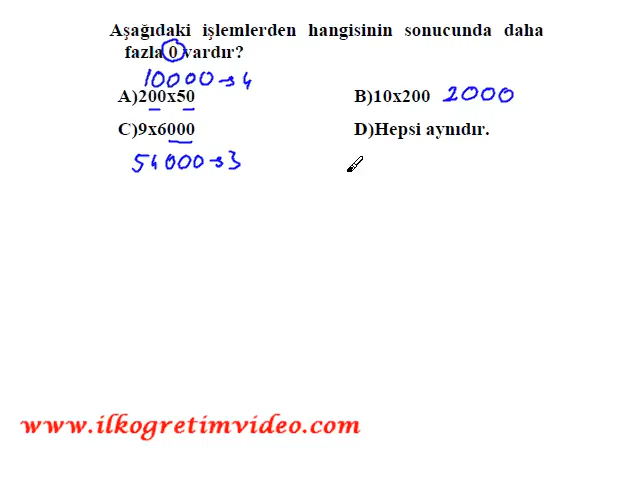 Aşağıdaki işlemlerden hangisinin sonucunda daha
fazla 0 vardır?
10000→4
A)200x50 B)10x200 2000
C)9x6000 D)Hepsi aynıdır.
54000→3
www.ilkogretimvideo.com